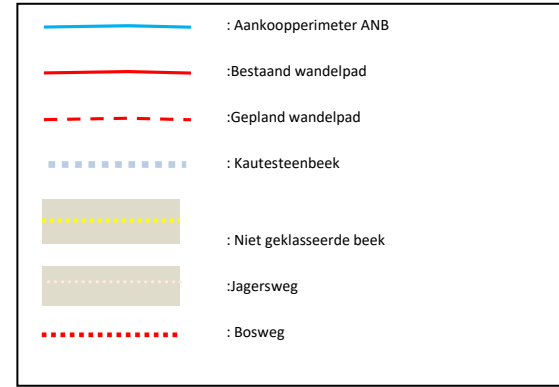 : Aankoopperimeter ANB
:Bestaand wandelpad
:Gepland wandelpad
: Kautesteenbeek
: Niet geklasseerde beek
:Jagersweg
: Bosweg